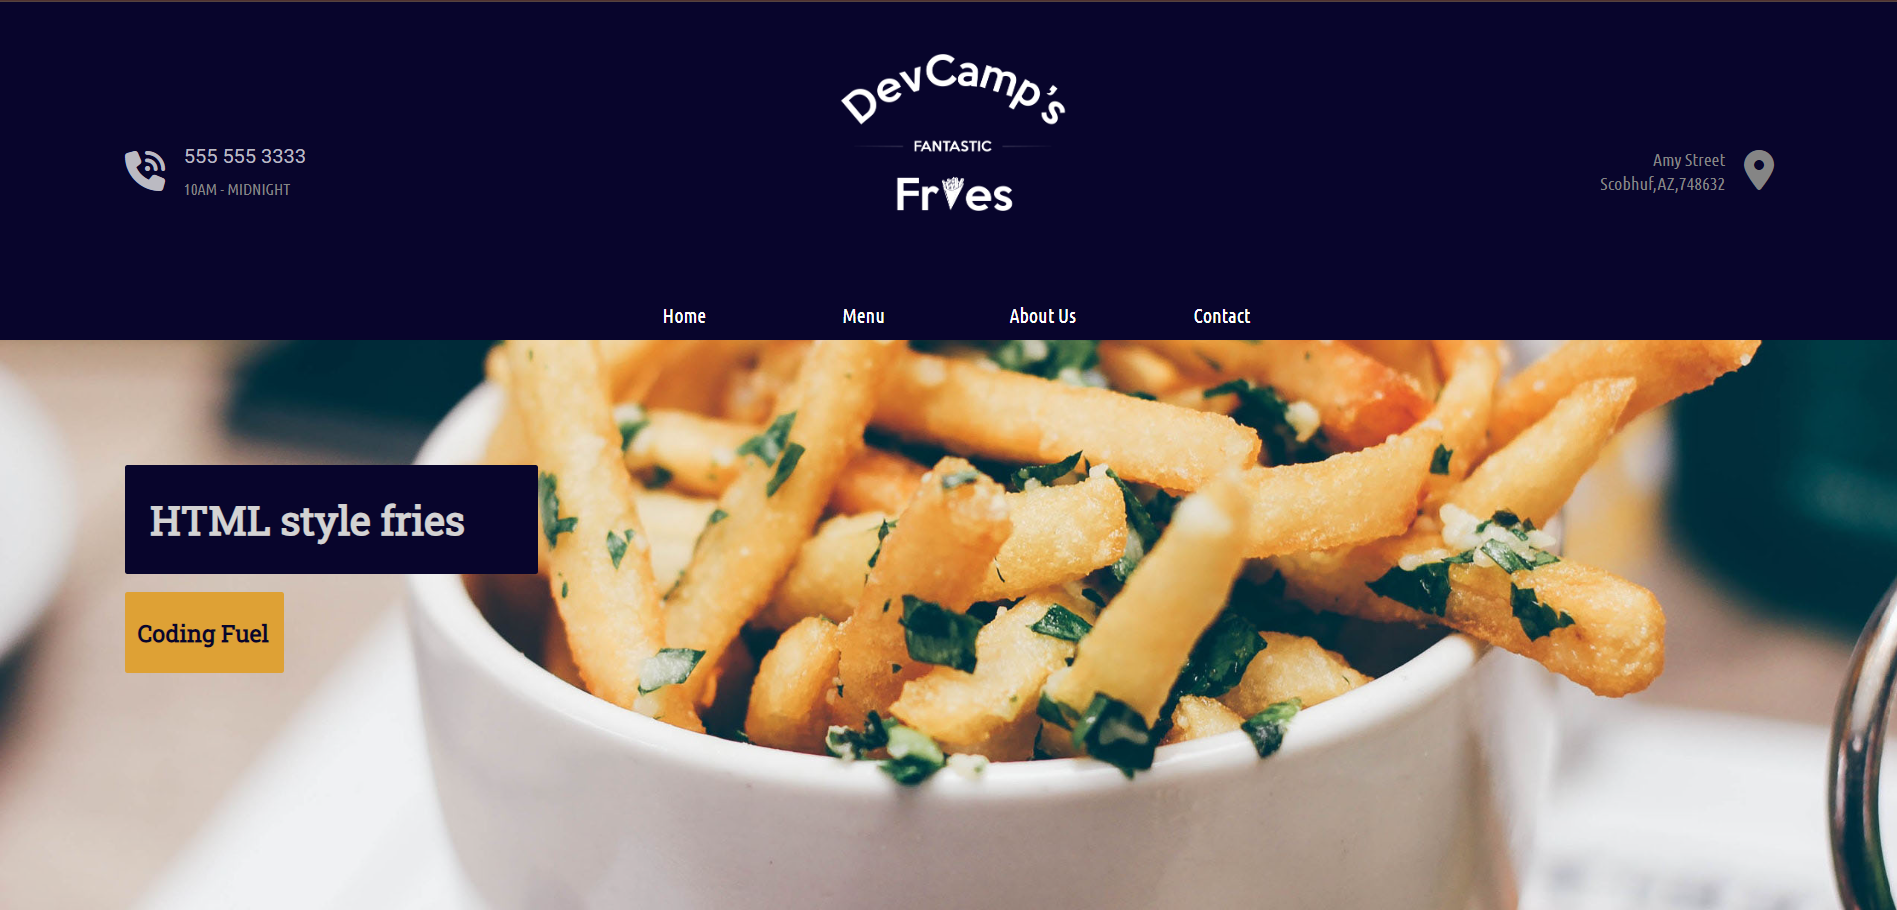 DevCamp's
FANTASTIC
Fries
555 555 3333
10AM - MIDNIGHT
Amy Street
Scobhuf,AZ,748632
Home
Menu
About Us
Contact
HTML style fries
Coding Fuel